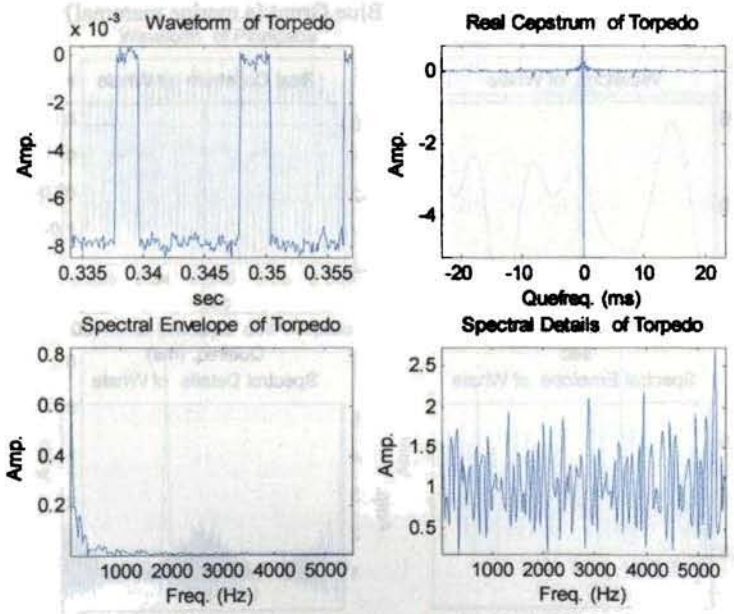 Waveform of Torpedo
x 10⁻³
0
-2
-4
-6
-8
Amp.
0.335
0.34
0.345
0.35
0.355
sec
Real Cepstrum of Torpedo
0
-2
-4
Amp.
-20
-10
0
10
20
Quefreq. (ms)
Spectral Envelope of Torpedo
0.8
0.6
0.4
0.2
Amp.
1000 2000 3000 4000 5000
Freq. (Hz)
Spectral Details of Torpedo
2.5
2
1.5
1
0.5
Amp.
1000 2000 3000 4000 5000
Freq. (Hz)